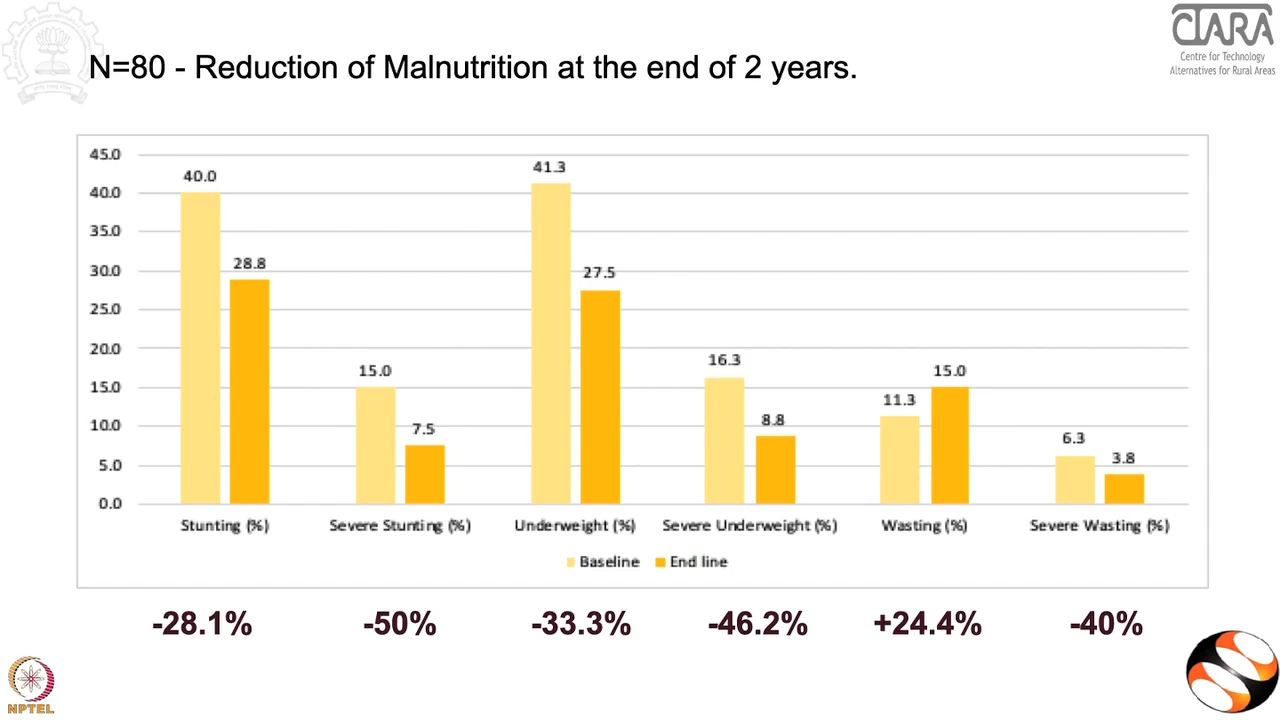 CTARA
Centre for Technology
Alternatives for Rural Areas
N=80 - Reduction of Malnutrition at the end of 2 years.
45.0
40.0
35.0
30.0
25.0
20.0
15.0
10.0
5.0
0.0
40.0 28.8 15.0 7.5 41.3 27.5 16.3 8.8 11.3 15.0 6.3 3.8
Stunting (%) Severe Stunting (%) Underweight (%) Severe Underweight (%) Wasting (%) Severe Wasting (%)
Baseline End line
-28.1% -50% -33.3% -46.2% +24.4% -40%
NPTEL